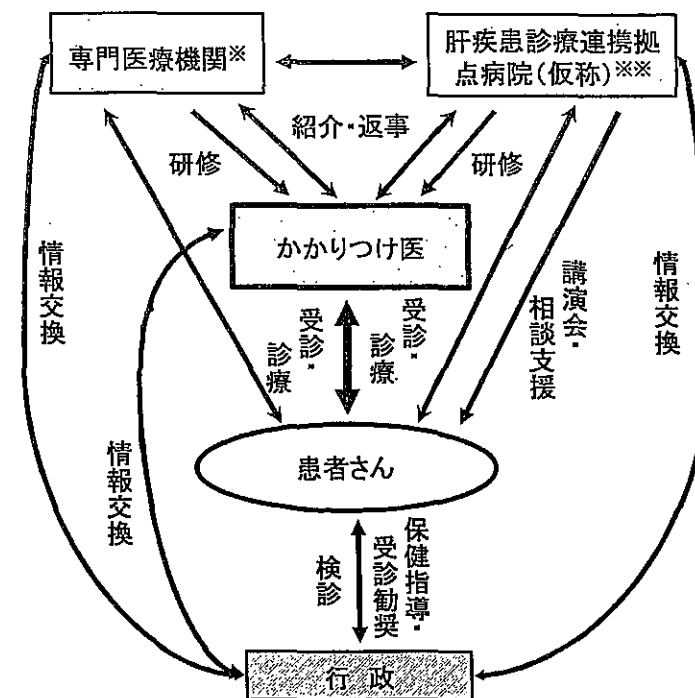 専門医療機関※
肝疾患診療連携拠
点病院(仮称)※※
紹介・返事
研修
研修
かかりつけ医
情報交換
受診・
診療
受診・
診療
講演会・
相談支援
情報交換
情報交換
患者さん
検診
保健指導・
受診勧奨
行政